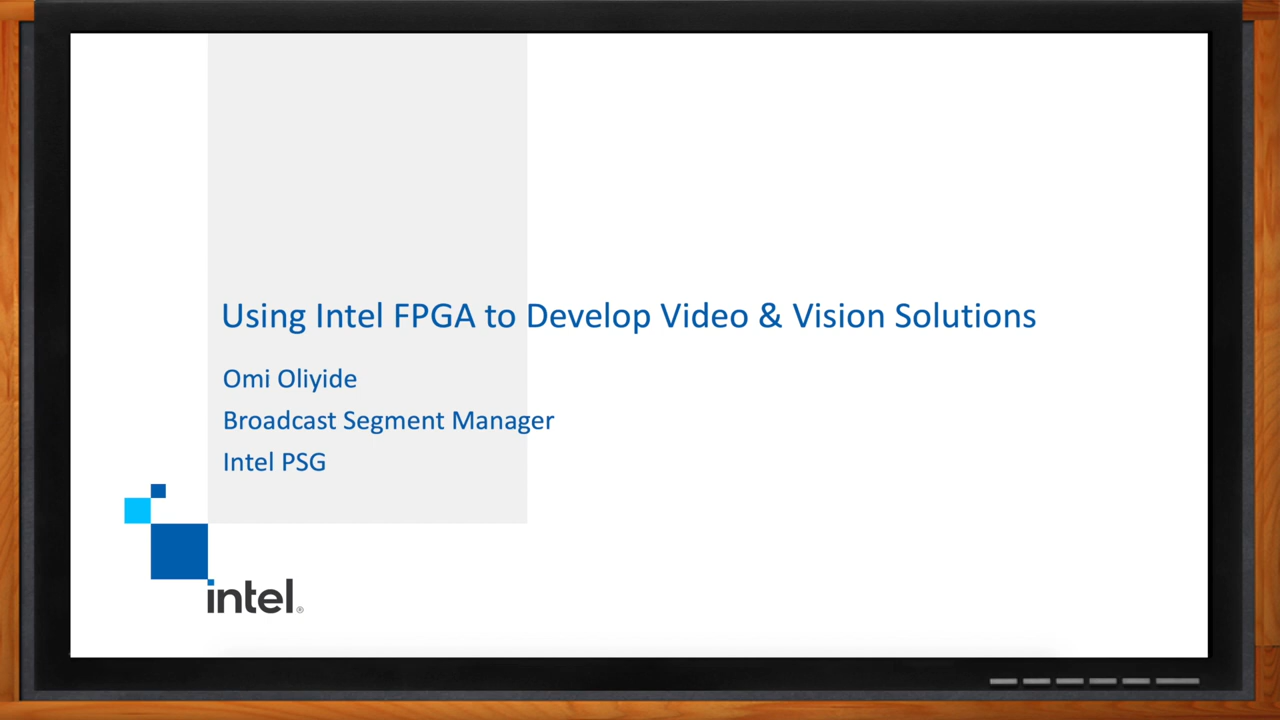 Using Intel FPGA to Develop Video & Vision Solutions
Omi Oliyide
Broadcast Segment Manager
Intel PSG
intel®